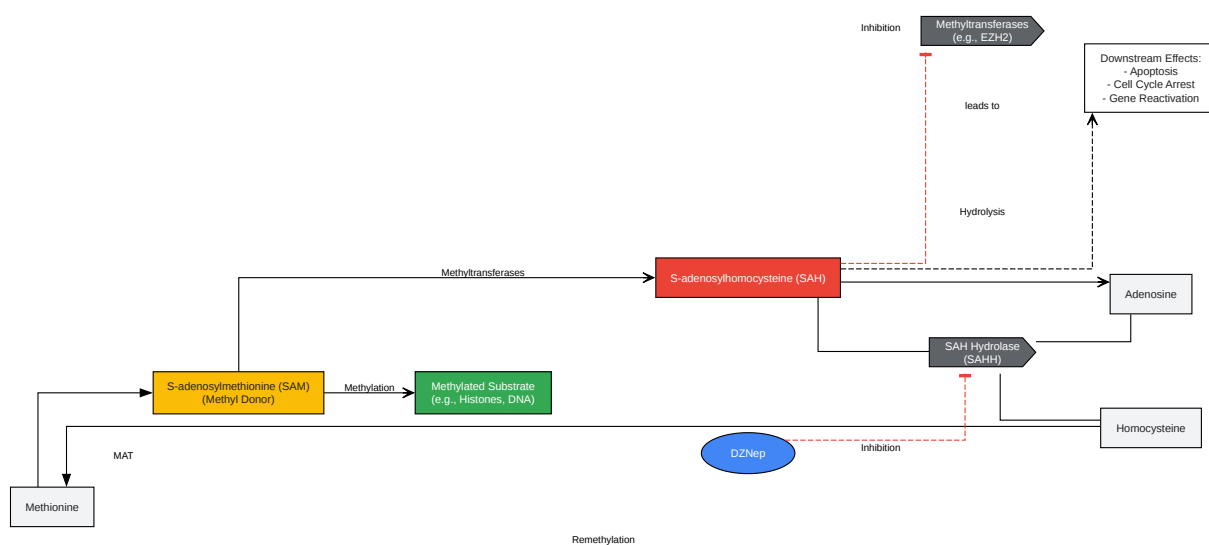 Inhibition
Methyltransferases
(e.g., EZH2)
Downstream Effects:
- Apoptosis
- Cell Cycle Arrest
- Gene Reactivation
leads to
Hydrolysis
Methyltransferases
S-adenosylhomocysteine (SAH)
Adenosine
SAH Hydrolase
(SAHH)
S-adenosylmethionine (SAM)
(Methyl Donor)
Methylation
Methylated Substrate
(e.g., Histones, DNA)
Homocysteine
MAT
DZNep
Inhibition
Methionine
Remethylation